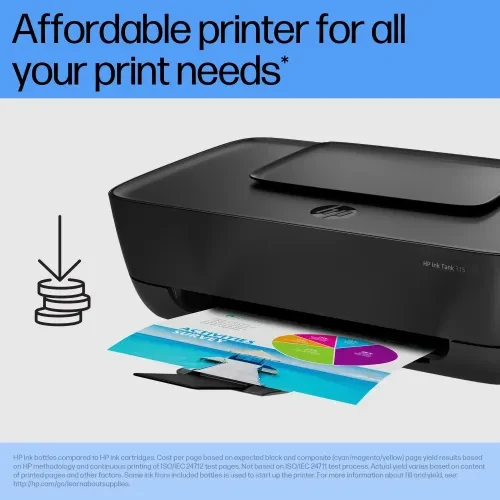 Affordable printer for all
your print needs*
hp
HP Ink Tank 115
ACTIVITIES
SURVEY
HP Ink bottles compared to HP ink cartridges. Cost per page based on expected black and composite (cyan/magenta/yellow) page yield results based
on HP methodology and continuous printing of ISO/IEC 24712 test pages. Not based on ISO/IEC 24711 test process. Actual yield varies based on content
of printed pages and other factors. Some ink from included bottles is used to start up the printer. For more information about fill and yield, see:
http://hp.com/go/learnaboutsupplies.